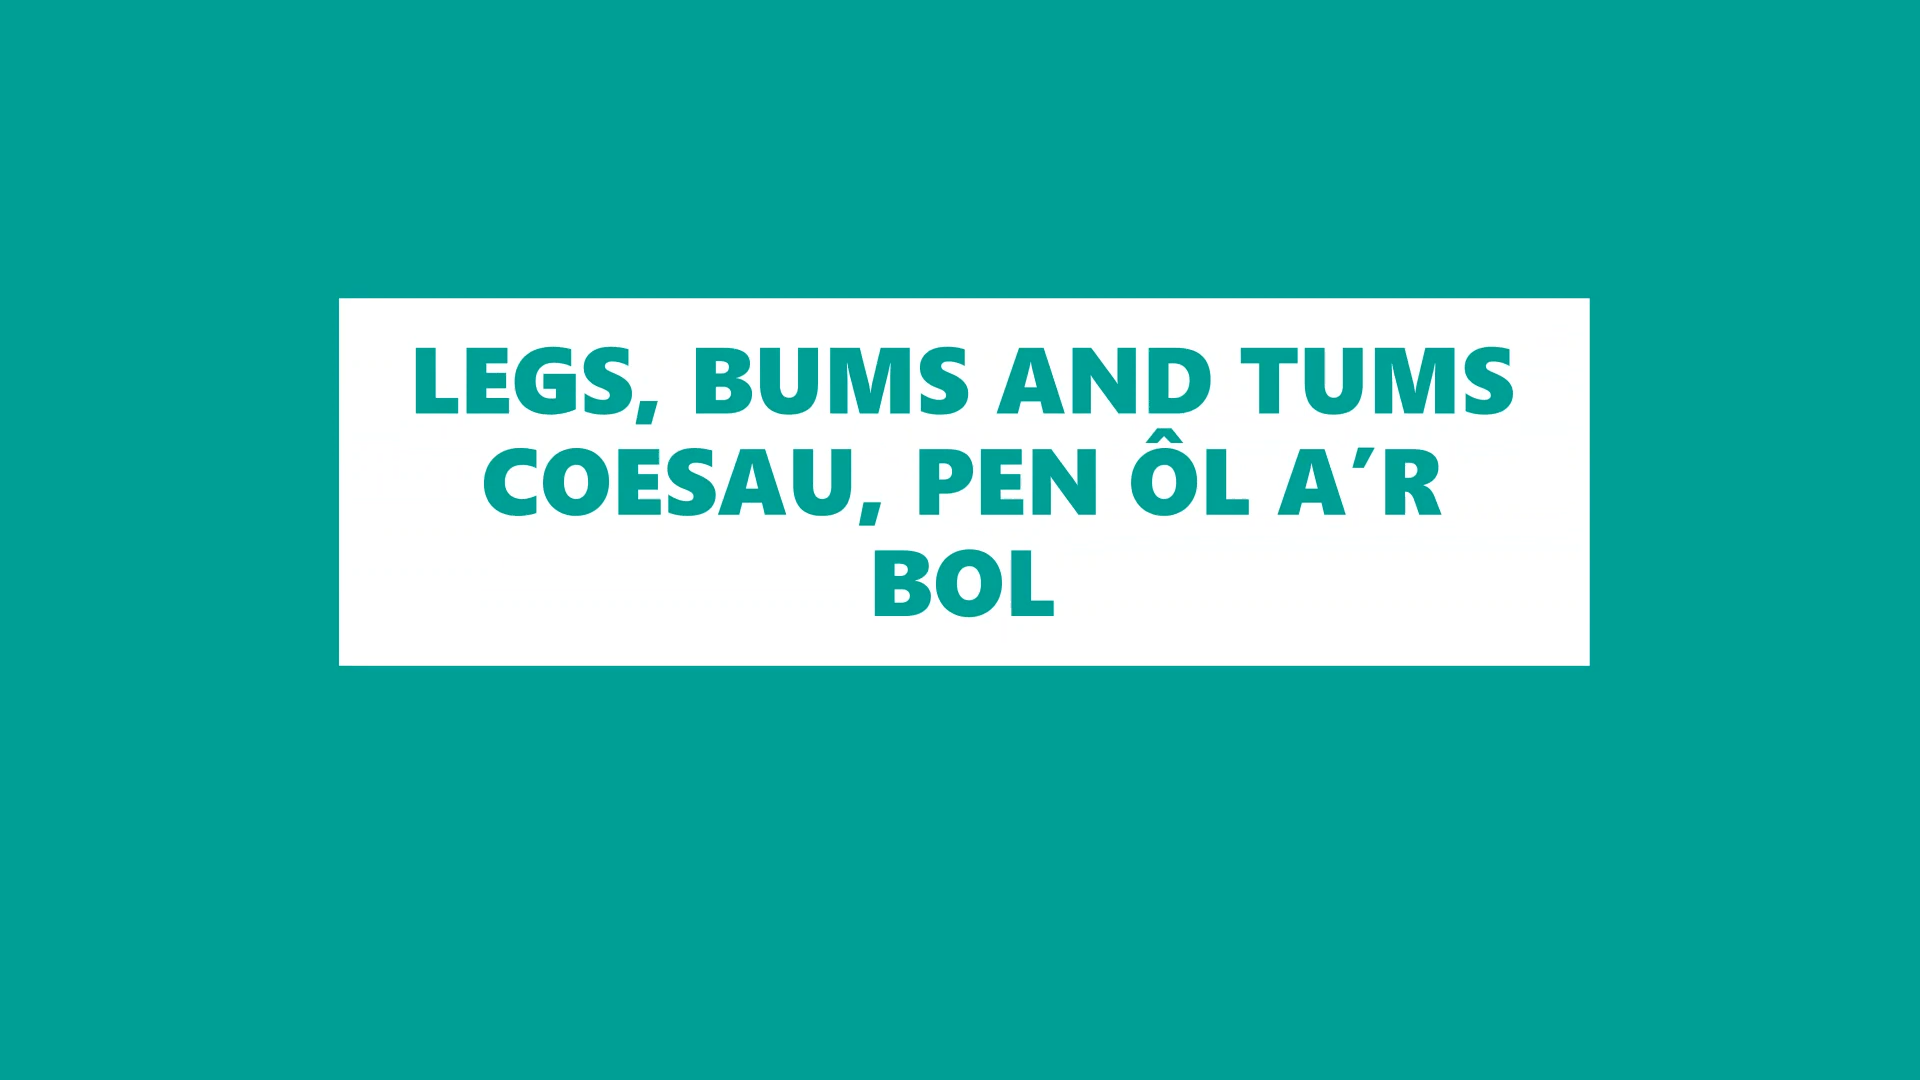 LEGS, BUMS AND TUMS
COESAU, PEN ÔL A’R
BOL